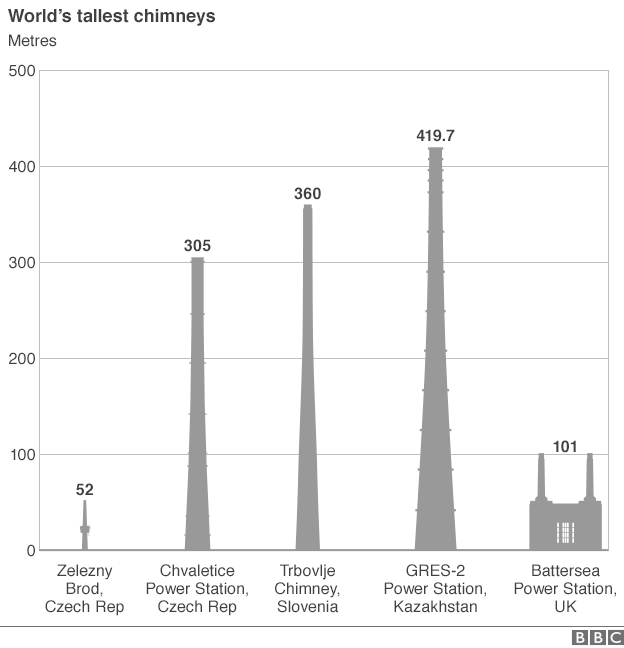 World’s tallest chimneys
Metres
500
400
300
200
100
0
52
305
360
419.7
101
Zelezny
Brod,
Czech Rep
Chvaletice
Power Station,
Czech Rep
Trbovlje
Chimney,
Slovenia
GRES-2
Power Station,
Kazakhstan
Battersea
Power Station,
UK
BBC